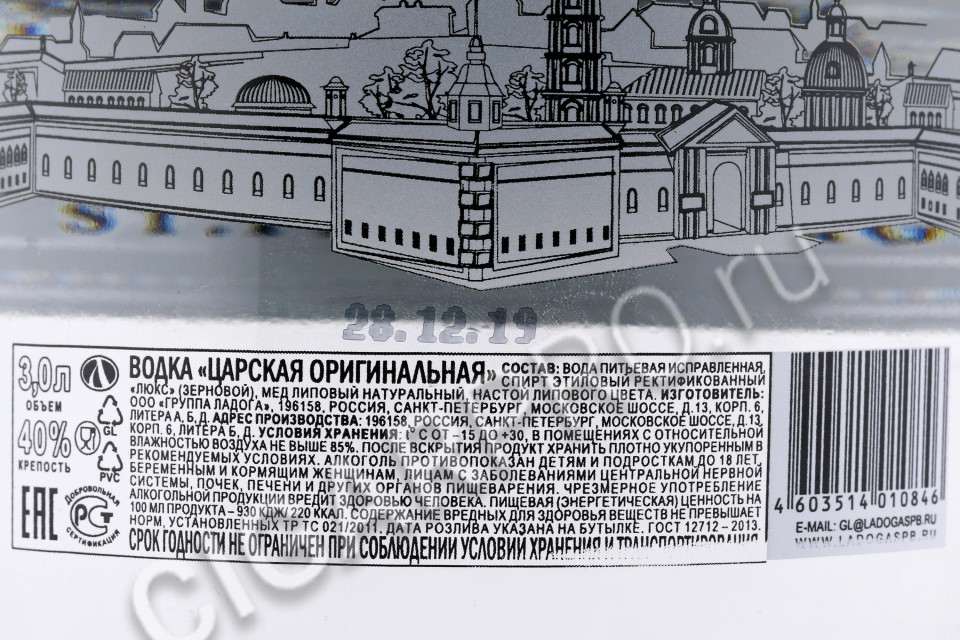 28.12.19
3,0л
ОБЪЕМ
40%
КРЕПОСТЬ
GL
PVC
ЕАС
ДОБРОВОЛЬНАЯ
СЕРТИФИКАЦИЯ
ВОДКА «ЦАРСКАЯ ОРИГИНАЛЬНАЯ» СОСТАВ: ВОДА ПИТЬЕВАЯ ИСПРАВЛЕННАЯ,
СПИРТ ЭТИЛОВЫЙ РЕКТИФИКОВАННЫЙ
«ЛЮКС» (ЗЕРНОВОЙ), МЕД ЛИПОВЫЙ НАТУРАЛЬНЫЙ, НАСТОЙ ЛИПОВОГО ЦВЕТА. ИЗГОТОВИТЕЛЬ:
ООО «ГРУППА ЛАДОГА», 196158, РОССИЯ, САНКТ-ПЕТЕРБУРГ, МОСКОВСКОЕ ШОССЕ, Д.13, КОРП. 6,
ЛИТЕРА А, Б, Д. АДРЕС ПРОИЗВОДСТВА: 196158, РОССИЯ, САНКТ-ПЕТЕРБУРГ, МОСКОВСКОЕ ШОССЕ, Д.13,
КОРП. 6, ЛИТЕРА Б, Д. УСЛОВИЯ ХРАНЕНИЯ: t°C ОТ –15 ДО +30, В ПОМЕЩЕНИЯХ С ОТНОСИТЕЛЬНОЙ
ВЛАЖНОСТЬЮ ВОЗДУХА НЕ ВЫШЕ 85%. ПОСЛЕ ВСКРЫТИЯ ПРОДУКТ ХРАНИТЬ ПЛОТНО УКУПОРЕННЫМ В
РЕКОМЕНДУЕМЫХ УСЛОВИЯХ. АЛКОГОЛЬ ПРОТИВОПОКАЗАН ДЕТЯМ И ПОДРОСТКАМ ДО 18 ЛЕТ,
БЕРЕМЕННЫМ И КОРМЯЩИМ ЖЕНЩИНАМ, ЛИЦАМ С ЗАБОЛЕВАНИЯМИ ЦЕНТРАЛЬНОЙ НЕРВНОЙ
СИСТЕМЫ, ПОЧЕК, ПЕЧЕНИ И ДРУГИХ ОРГАНОВ ПИЩЕВАРЕНИЯ. ЧРЕЗМЕРНОЕ УПОТРЕБЛЕНИЕ
АЛКОГОЛЬНОЙ ПРОДУКЦИИ ВРЕДИТ ЗДОРОВЬЮ ЧЕЛОВЕКА. ПИЩЕВАЯ (ЭНЕРГЕТИЧЕСКАЯ) ЦЕННОСТЬ НА
100 МЛ ПРОДУКТА – 930 КДЖ/ 220 ККАЛ. СОДЕРЖАНИЕ ВРЕДНЫХ ДЛЯ ЗДОРОВЬЯ ВЕЩЕСТВ НЕ ПРЕВЫШАЕТ
НОРМ, УСТАНОВЛЕННЫХ ТР ТС 021/2011. ДАТА РОЗЛИВА УКАЗАНА НА БУТЫЛКЕ. ГОСТ 12712 – 2013.
СРОК ГОДНОСТИ НЕ ОГРАНИЧЕН ПРИ СОБЛЮДЕНИИ УСЛОВИЙ ХРАНЕНИЯ И ТРАНСПОРТИРОВАНИЯ.
4 603514 010846
E-MAIL: GL@LADOGASPB.RU
WWW.LADOGASPB.RU